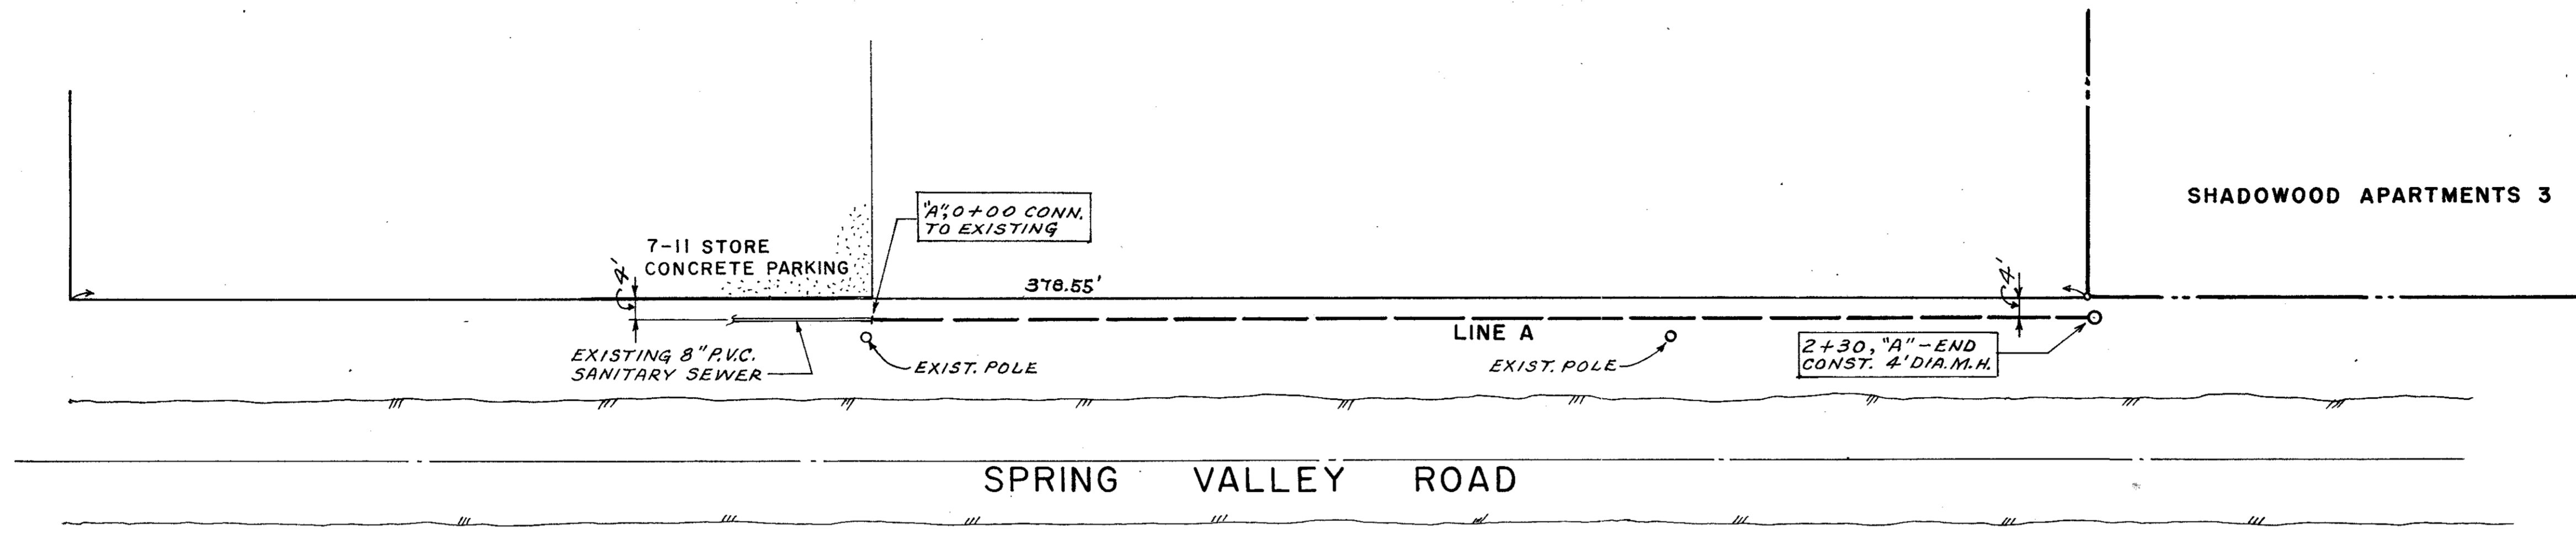 SHADOWOOD APARTMENTS 3
"A", 0+00 CONN.
TO EXISTING
7-11 STORE
CONCRETE PARKING
4'
378.55'
4'
LINE A
EXISTING 8" P.V.C.
SANITARY SEWER
EXIST. POLE
EXIST. POLE
2+30, "A" - END
CONST. 4' DIA. M.H.
SPRING VALLEY ROAD